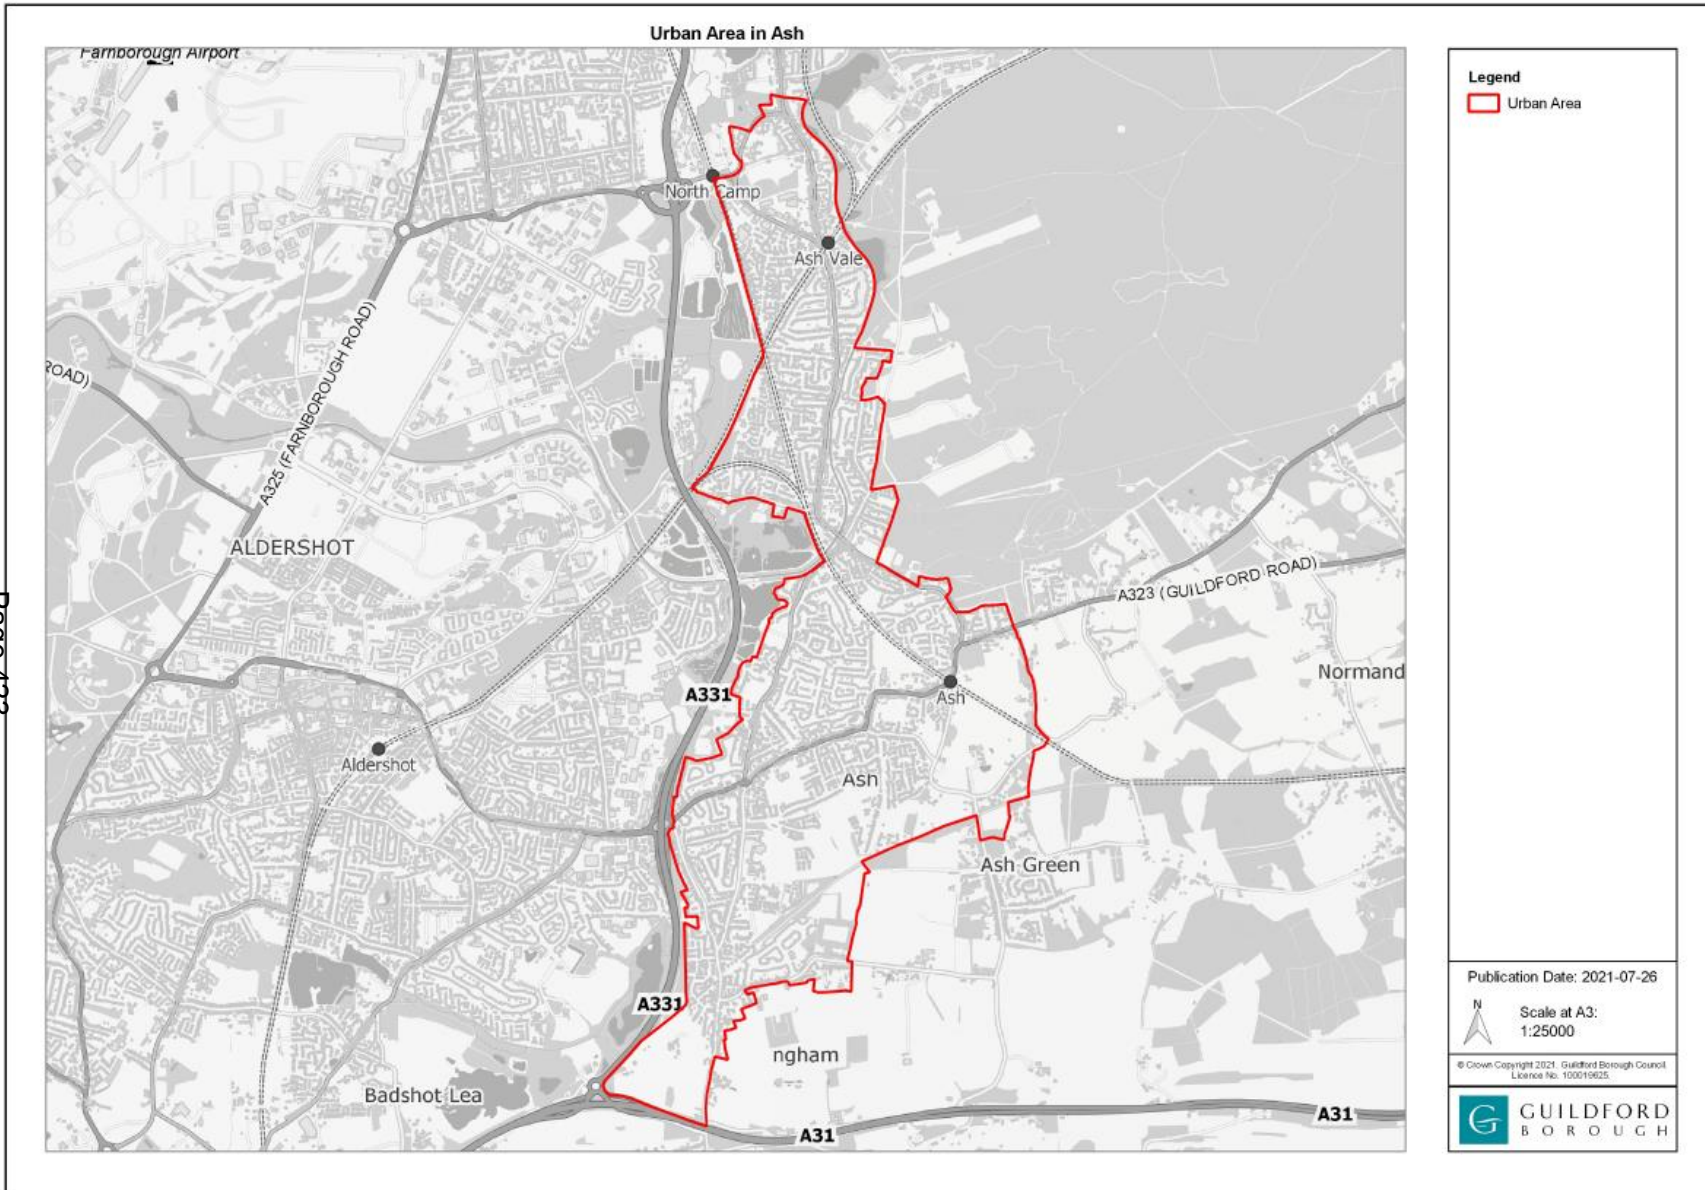 Urban Area in Ash
Farnborough Airport
North Camp
Ash Vale
ROAD)
A325 (FARNBOROUGH ROAD)
ALDERSHOT
A323 (GUILDFORD ROAD)
Normand
A331
Ash
Aldershot
Ash
Ash Green
A331
ngham
Badshot Lea
A31
A31
Legend
Urban Area
Publication Date: 2021-07-26
N
Scale at A3:
1:25000
© Crown Copyright 2021. Guildford Borough Council.
Licence No. 100019625.
G
GUILDFORD
BOROUGH